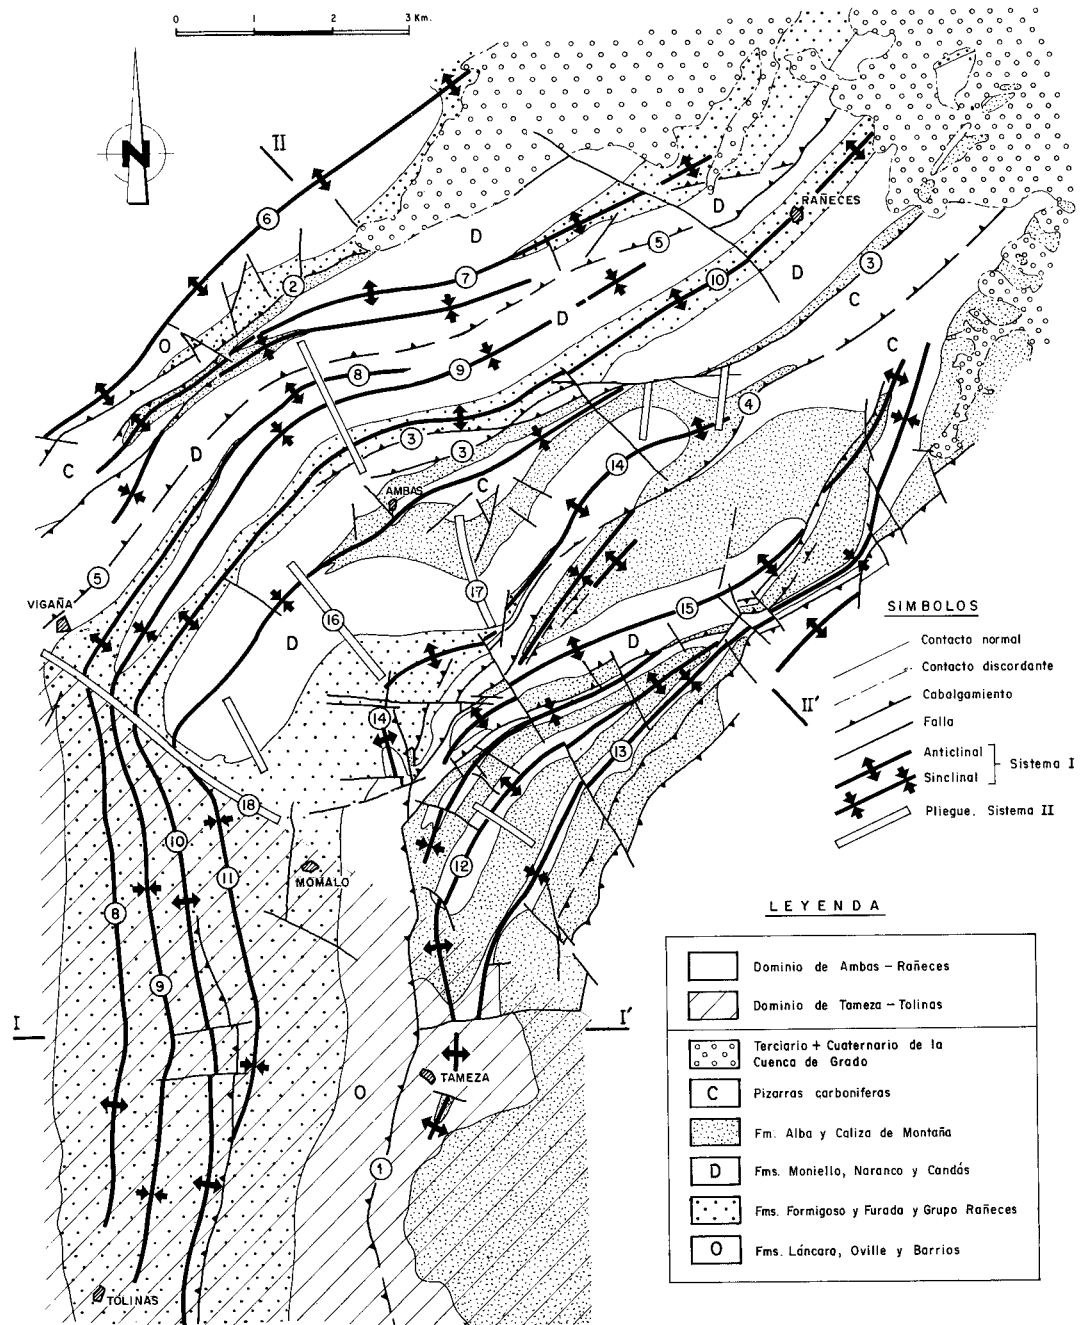 0 1 2 3 Km.
N
II
6
D
D
RAÑECES
5
3
2
7
10
D
C
O
D
C
8
9
D
4
3
3
C
14
C
AMBAS
5
VIGAÑA
17
16
15
D
D
II'
14
13
18
10
12
11
MOMALO
8
9
I
I'
TAMEZA
O
1
TOLINAS
SIMBOLOS
Contacto normal
Contacto discordante
Cabalgamiento
Falla
Anticlinal
Sinclinal
Sistema I
Pliegue. Sistema II
LEYENDA
Dominio de Ambas - Rañeces
Dominio de Tameza - Tolinas
Terciario + Cuaternario de la
Cuenca de Grado
C Pizarras carboniferas
Fm. Alba y Caliza de Montaña
D Fms. Moniello, Naranco y Candás
Fms. Formigoso y Furada y Grupo Rañeces
O Fms. Láncara, Oville y Barrios